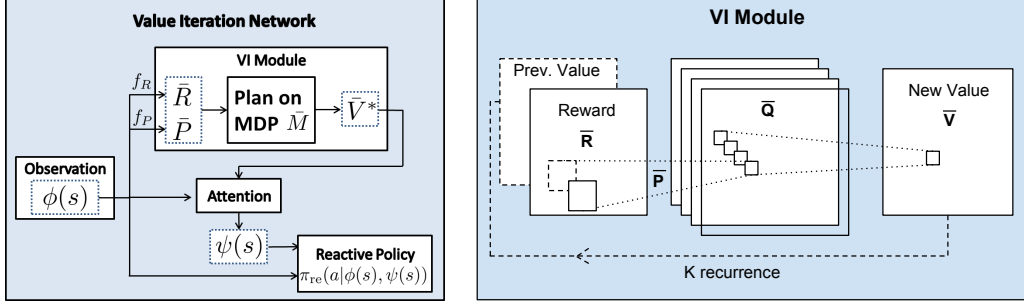 Value Iteration Network
VI Module
f_R
R̄
Plan on
MDP M̄
V̄*
f_P
P̄
Observation
ϕ(s)
Attention
ψ(s)
Reactive Policy
π_re(a|ϕ(s), ψ(s))
VI Module
Prev. Value
Reward
R̄
P̄
Q̄
New Value
V̄
K recurrence